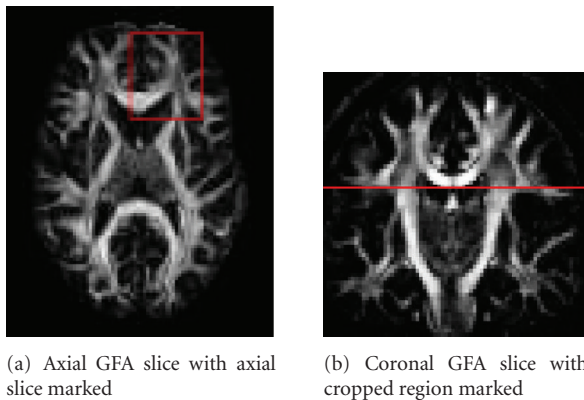 (a) Axial GFA slice with axial
slice marked
(b) Coronal GFA slice with
cropped region marked